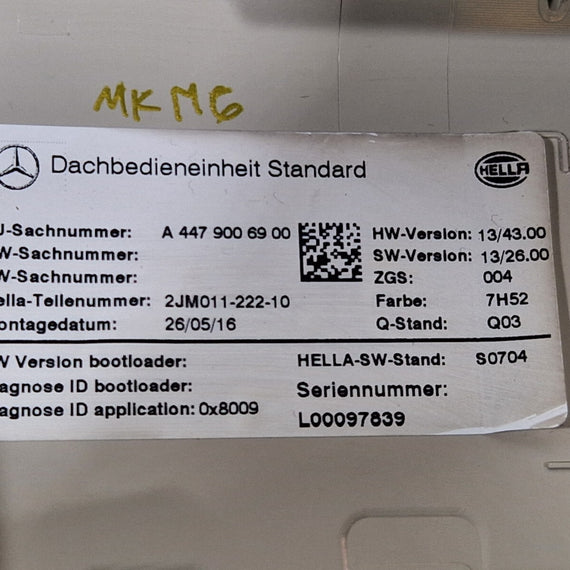 MKM6
Dachbedieneinheit Standard
HELLA
U-Sachnummer: A 447 900 69 00
W-Sachnummer:
W-Sachnummer:
ella-Teilenummer: 2JM011-222-10
ontagedatum: 26/05/16
HW-Version: 13/43.00
SW-Version: 13/26.00
ZGS: 004
Farbe: 7H52
Q-Stand: Q03
W Version bootloader:
agnose ID bootloader:
agnose ID application: 0x8009
HELLA-SW-Stand: S0704
Seriennummer:
L00097639